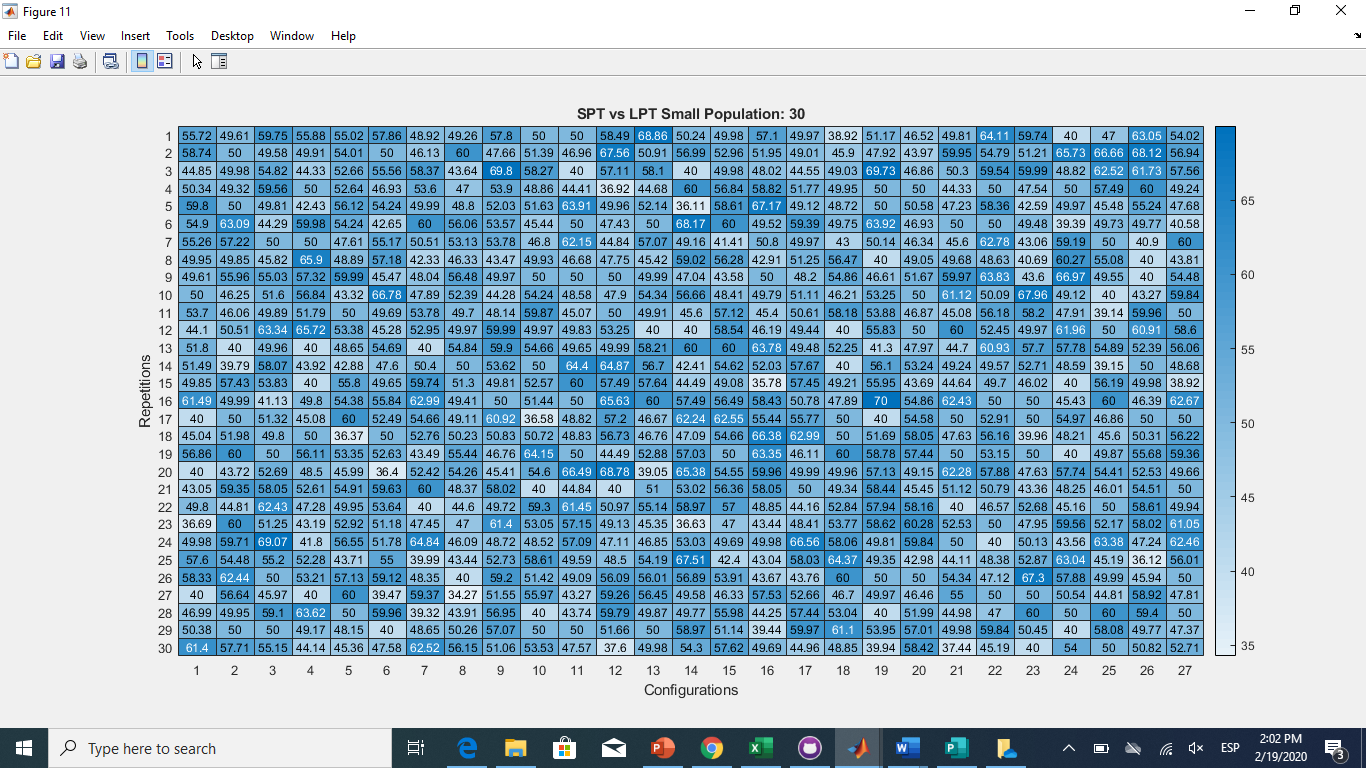 Figure 11
File Edit View Insert Tools Desktop Window Help
SPT vs LPT Small Population: 30
1 55.72 49.61 59.75 55.88 55.02 57.86 48.92 49.26 57.8 50 50 58.49 68.86 50.24 49.98 57.1 49.97 38.92 51.17 46.52 49.81 64.11 59.74 40 47 63.05 54.02
2 58.74 50 49.58 49.91 54.01 50 46.13 60 47.66 51.39 46.96 67.56 50.91 56.99 52.96 51.95 49.01 45.9 47.92 43.97 59.95 54.79 51.21 65.73 66.66 68.12 56.94
3 44.85 49.98 54.82 44.33 52.66 55.56 58.37 43.64 69.8 58.27 40 57.11 58.1 40 49.98 48.02 44.55 49.03 69.73 46.86 50.3 59.54 59.99 48.82 62.52 61.73 57.56
4 50.34 49.32 59.56 50 52.64 46.93 53.6 47 53.9 48.86 44.41 36.92 44.68 60 56.84 58.82 51.77 49.95 50 50 44.33 50 47.54 50 57.49 60 49.24
5 59.8 50 49.81 42.43 56.12 54.24 49.99 48.8 52.03 51.63 63.91 49.96 52.14 36.11 58.61 67.17 49.12 48.72 50 50.58 47.23 58.36 42.59 49.97 45.48 55.24 47.68
6 54.9 63.09 44.29 59.98 54.24 42.65 60 56.06 53.57 45.44 50 47.43 50 68.17 60 49.52 59.39 49.75 63.92 46.93 50 50 49.48 39.39 49.73 49.77 40.58
7 55.26 57.22 50 50 47.61 55.17 50.51 53.13 53.78 46.8 62.15 44.84 57.07 49.16 41.41 50.8 49.97 43 50.14 46.34 45.6 62.78 43.06 59.19 50 40.9 60
8 49.95 49.85 45.82 65.9 48.89 57.18 42.33 46.33 43.47 49.93 46.68 47.75 45.42 59.02 56.28 42.91 51.25 56.47 40 49.05 49.68 48.63 40.69 60.27 55.08 40 43.81
9 49.61 55.96 55.03 57.32 59.99 45.47 48.04 56.48 49.97 50 50 50 49.99 47.04 43.58 50 48.2 54.86 46.61 51.67 59.97 63.83 43.6 66.97 49.55 40 54.48
10 50 46.25 51.6 56.84 43.32 66.78 47.89 52.39 44.28 54.24 48.58 47.9 54.34 56.66 48.41 49.79 51.11 46.21 53.25 50 61.12 50.09 67.96 49.12 40 43.27 59.84
11 53.7 46.06 49.89 51.79 50 49.69 53.78 49.7 48.14 59.87 45.07 50 49.91 45.6 57.12 45.4 50.61 58.18 53.88 46.87 45.08 56.18 58.2 47.91 39.14 59.96 50
12 44.1 50.51 63.34 65.72 53.38 45.28 52.95 49.97 59.99 49.97 49.83 53.25 40 40 58.54 46.19 49.44 40 55.83 50 60 52.45 49.97 61.96 50 60.91 58.6
13 51.8 40 49.96 40 48.65 54.69 40 54.84 59.9 54.66 49.65 49.99 58.21 60 60 63.78 49.48 52.25 41.3 47.97 44.7 60.93 57.7 57.78 54.89 52.39 56.06
14 51.49 39.79 58.07 43.92 42.88 47.6 50.4 50 53.62 50 64.4 64.87 56.7 42.41 54.62 52.03 57.67 40 56.1 53.24 49.24 49.57 52.71 48.59 39.15 50 48.68
15 49.85 57.43 53.83 40 55.8 49.65 59.74 51.3 49.81 52.57 60 57.49 57.64 44.49 49.08 35.78 57.45 49.21 55.95 43.69 44.64 49.7 46.02 40 56.19 49.98 38.92
16 61.49 49.99 41.13 49.8 54.38 55.84 62.99 49.41 50 51.44 50 65.63 60 57.49 56.49 58.43 50.78 47.89 70 54.86 62.43 50 50 45.43 60 46.39 62.67
17 40 50 51.32 45.08 60 52.49 54.66 49.11 60.92 36.58 48.82 57.2 46.67 62.24 62.55 55.44 55.77 50 40 54.58 50 52.91 50 54.97 46.86 50 50
18 45.04 51.98 49.8 50 36.37 50 52.76 50.23 50.83 50.72 48.83 56.73 46.76 47.09 54.66 66.38 62.99 50 51.69 58.05 47.63 56.16 39.96 48.21 45.6 50.31 56.22
19 56.86 60 50 56.11 53.35 52.63 43.49 55.44 46.76 64.15 50 44.49 52.88 57.03 50 63.35 46.11 60 58.78 57.44 50 53.15 50 40 49.87 55.68 59.36
20 40 43.72 52.69 48.5 45.99 36.4 52.42 54.26 45.41 54.6 66.49 68.78 39.05 65.38 54.55 59.96 49.99 49.96 57.13 49.15 62.28 57.88 47.63 57.74 54.41 52.53 49.66
21 43.05 59.35 58.05 52.61 54.91 59.63 60 48.37 58.02 40 44.84 40 51 53.02 56.36 58.05 50 49.34 58.44 45.45 51.12 50.79 43.36 48.25 46.01 54.51 50
22 49.8 44.81 62.43 47.28 49.95 53.64 40 44.6 49.72 59.3 61.45 50.97 55.14 58.97 57 48.85 44.16 52.84 57.94 58.16 40 46.57 52.68 45.16 50 58.61 49.94
23 36.69 60 51.25 43.19 52.92 51.18 47.45 47 61.4 53.05 57.15 49.13 45.35 36.63 47 43.44 48.41 53.77 58.62 60.28 52.53 50 47.95 59.56 52.17 58.02 61.05
24 49.98 59.71 69.07 41.8 56.55 51.78 64.84 46.09 48.72 48.52 57.09 47.11 46.85 53.03 49.69 49.98 66.56 58.06 49.81 59.84 50 40 50.13 43.56 63.38 47.24 62.46
25 57.6 54.48 55.2 52.28 43.71 55 39.99 43.44 52.73 58.61 49.59 48.5 54.19 67.51 42.4 43.04 58.03 64.37 49.35 42.98 44.11 48.38 52.87 63.04 45.19 36.12 56.01
26 58.33 62.44 50 53.21 57.13 59.12 48.35 40 59.2 51.42 49.09 56.09 56.01 56.89 53.91 43.67 43.76 60 50 50 54.34 47.12 67.3 57.88 49.99 45.94 50
27 40 56.64 45.97 40 60 39.47 59.37 34.27 51.55 55.97 43.27 59.26 56.45 49.58 46.33 57.53 52.66 46.7 49.97 46.46 55 50 50 50.54 44.81 58.92 47.81
28 46.99 49.95 59.1 63.62 50 59.96 39.32 43.91 56.95 40 43.74 59.79 49.87 49.77 55.98 44.25 57.44 53.04 40 51.99 44.98 47 60 50 60 59.4 50
29 50.38 50 50 49.17 48.15 40 48.65 50.26 57.07 50 50 51.66 50 58.97 51.14 39.44 59.97 61.1 53.95 57.01 49.98 59.84 50.45 40 58.08 49.77 47.37
30 61.4 57.71 55.15 44.14 45.36 47.58 62.52 56.15 51.06 53.53 47.57 37.6 49.98 54.3 57.62 49.69 44.96 48.85 39.94 58.42 37.44 45.19 40 54 50 50.82 52.71
1 2 3 4 5 6 7 8 9 10 11 12 13 14 15 16 17 18 19 20 21 22 23 24 25 26 27
Configurations
Repetitions
65
60
55
50
45
40
35
Type here to search
ESP
2:02 PM
2/19/2020
3